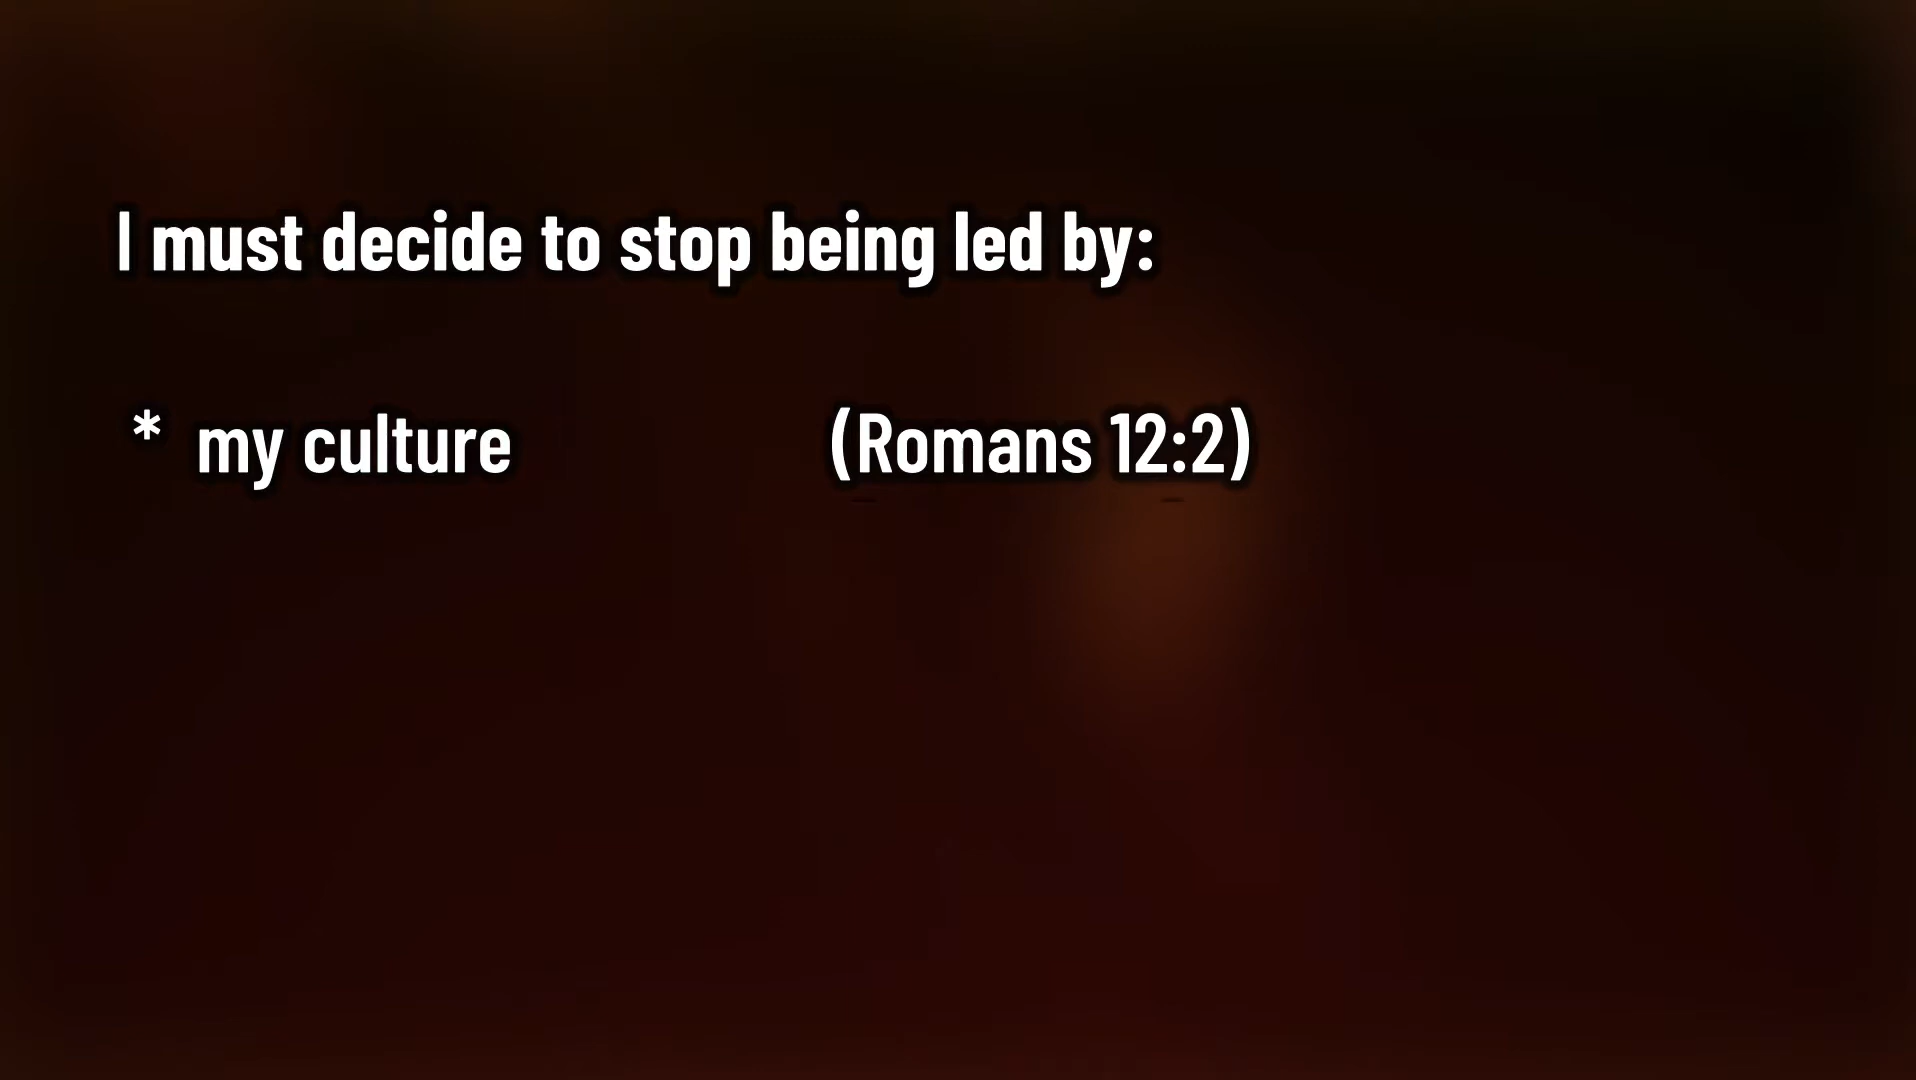 I must decide to stop being led by:
* my culture (Romans 12:2)